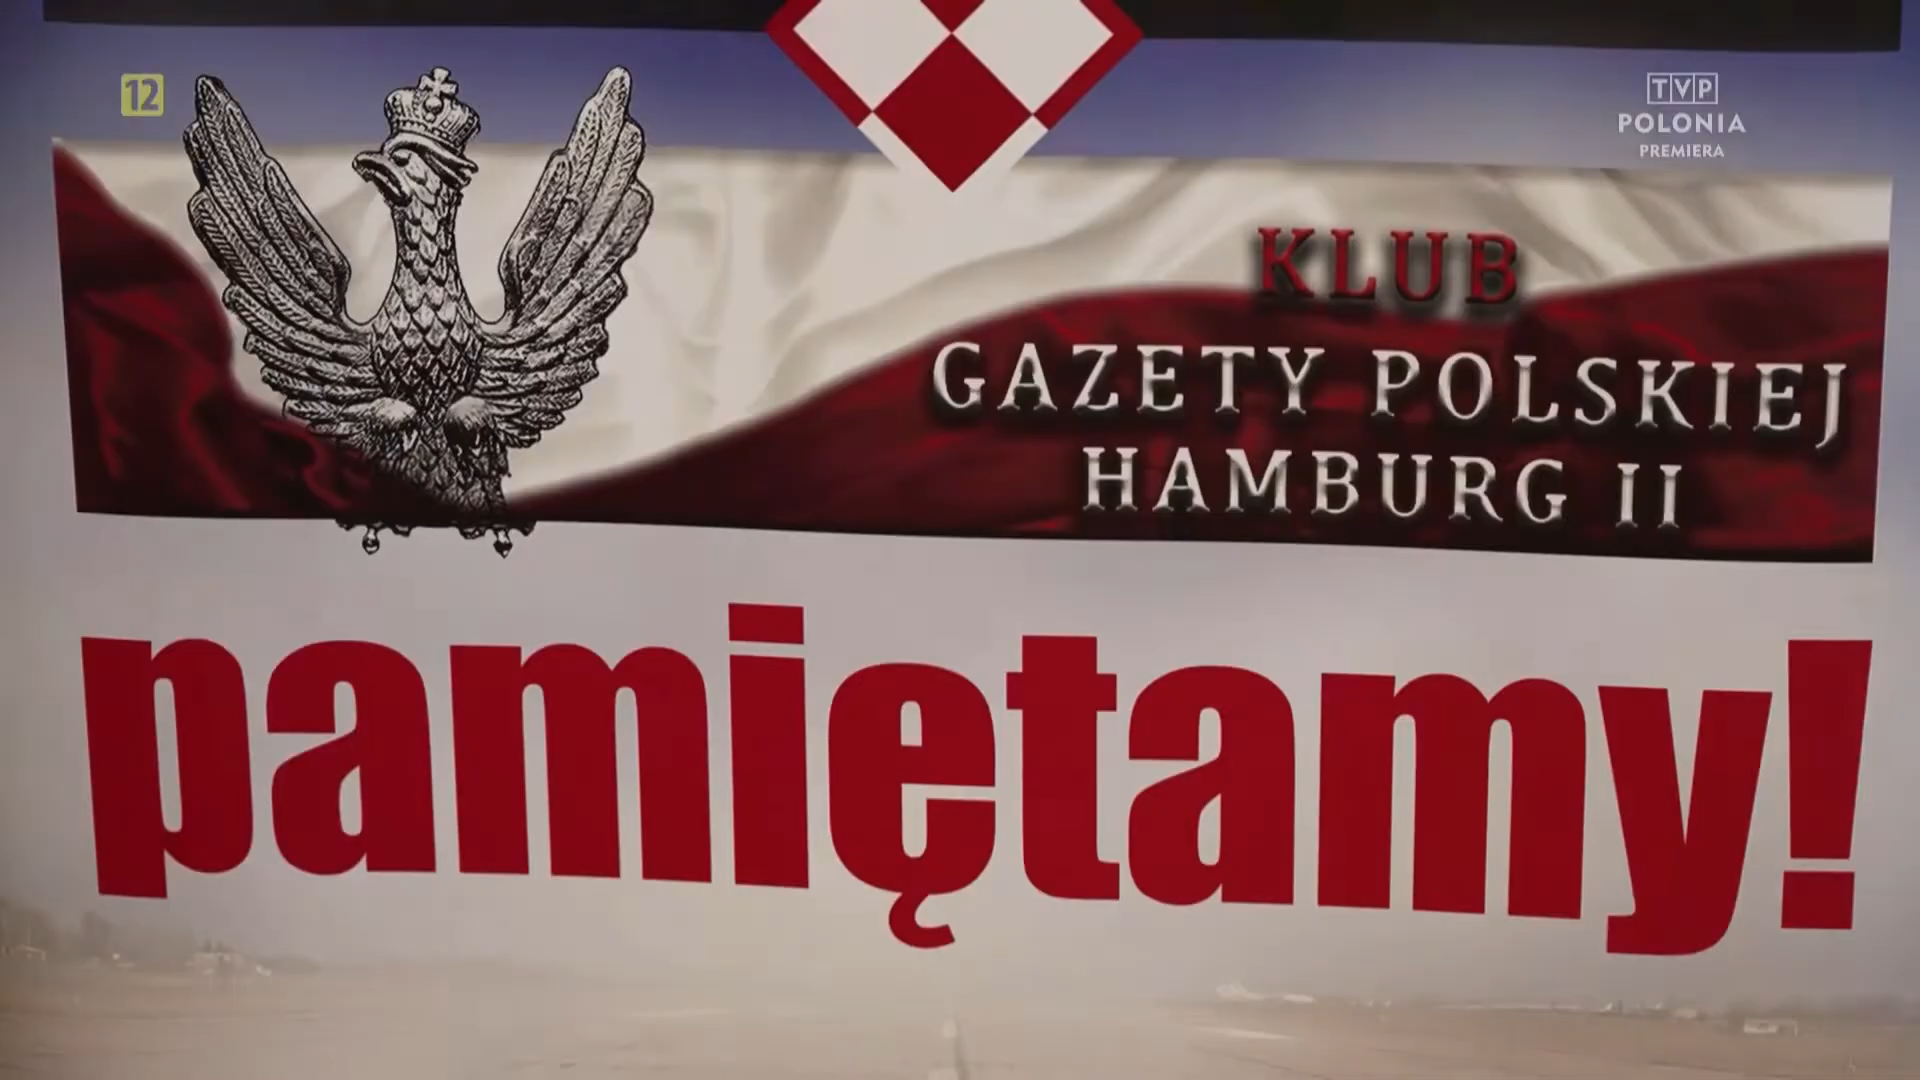 12
TVP
POLONIA
PREMIERA
KLUB
GAZETY POLSKIEJ
HAMBURG II
pamiętamy!